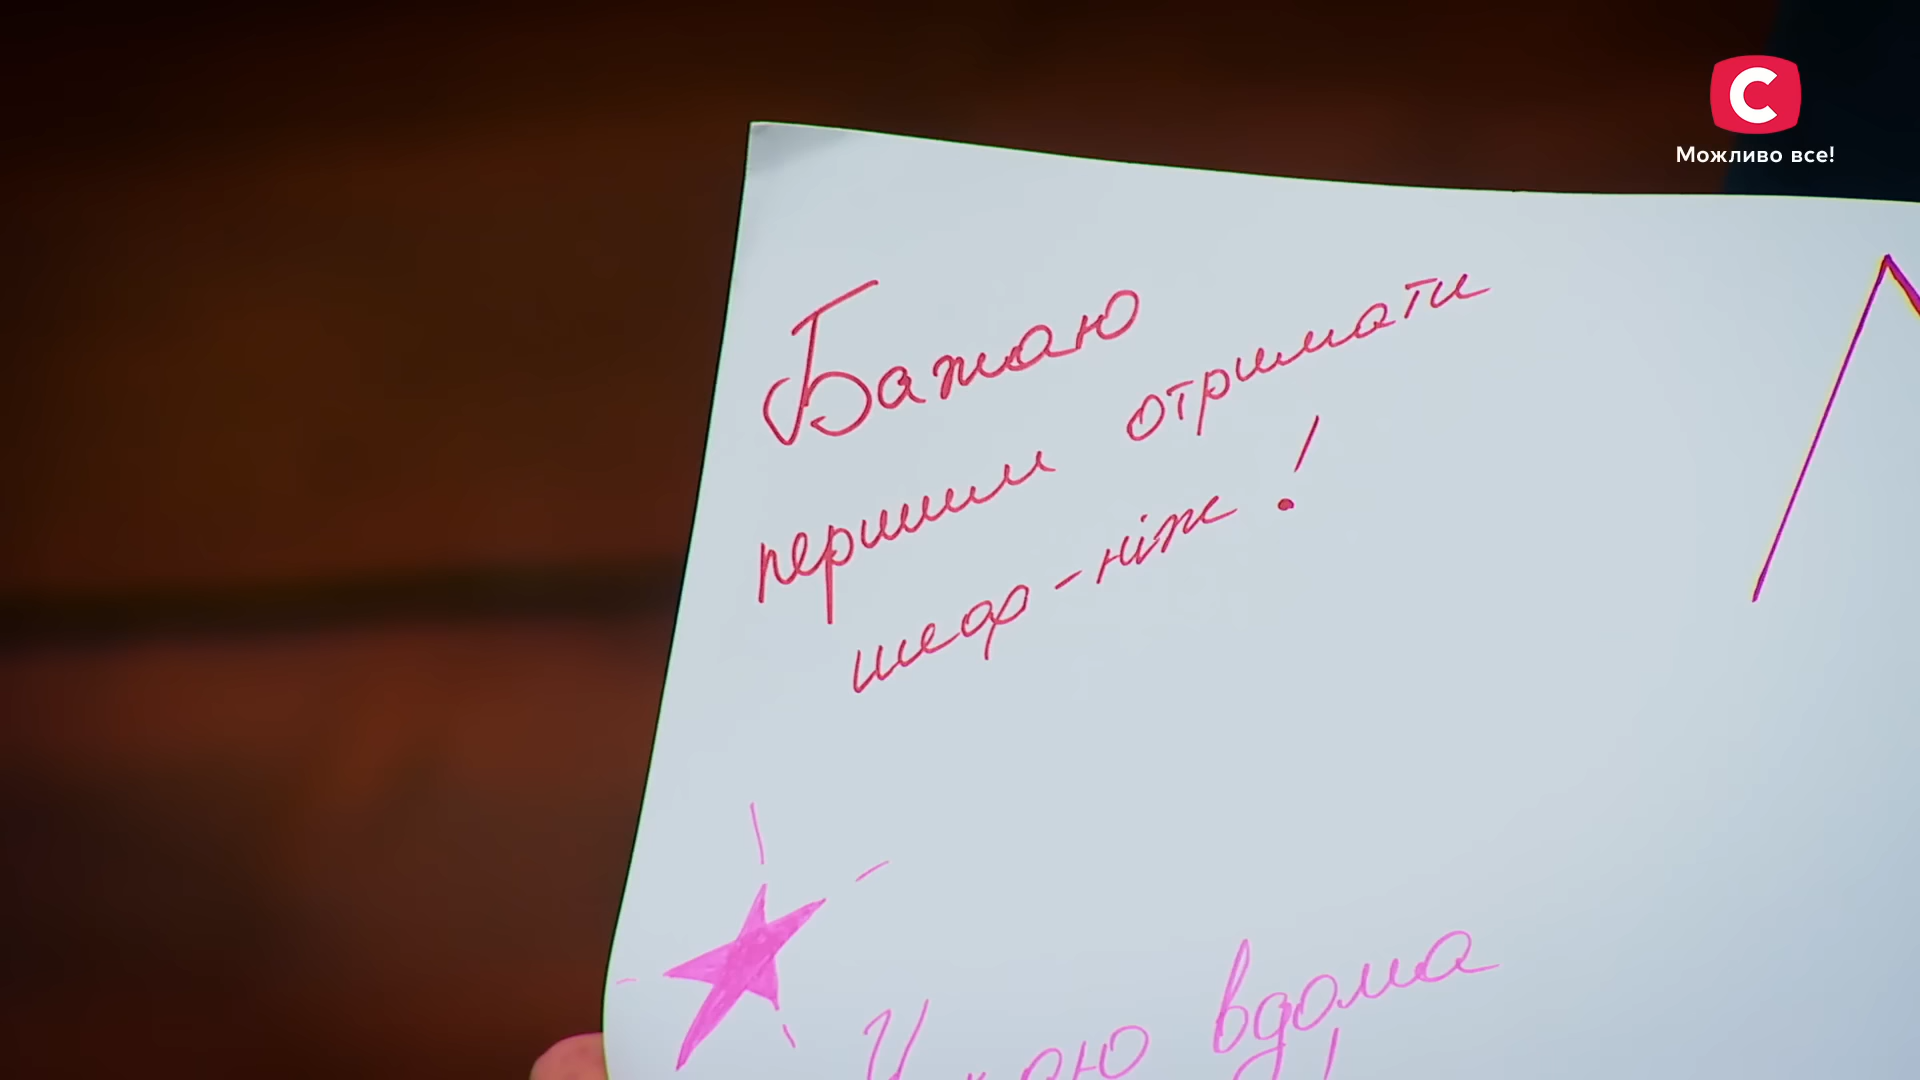 С
Можливо все!
Бажаю
першим отримати
шеф-ніж!
вдома